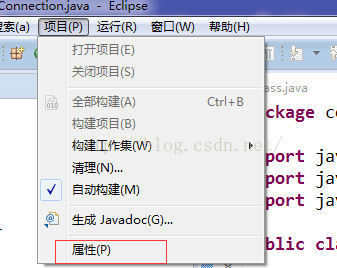 Connection.java - Eclipse
搜索(a) 项目(P) 运行(R) 窗口(W) 帮助(H)
打开项目(E)
关闭项目(S)
全部构建(A) Ctrl+B
构建项目(B)
构建工作集(W)
清理(N)...
自动构建(M)
生成 Javadoc(G)...
属性(P)
ass.java
ckage co
port jav
port jav
port jav
blic clas
blog.csdn.net/